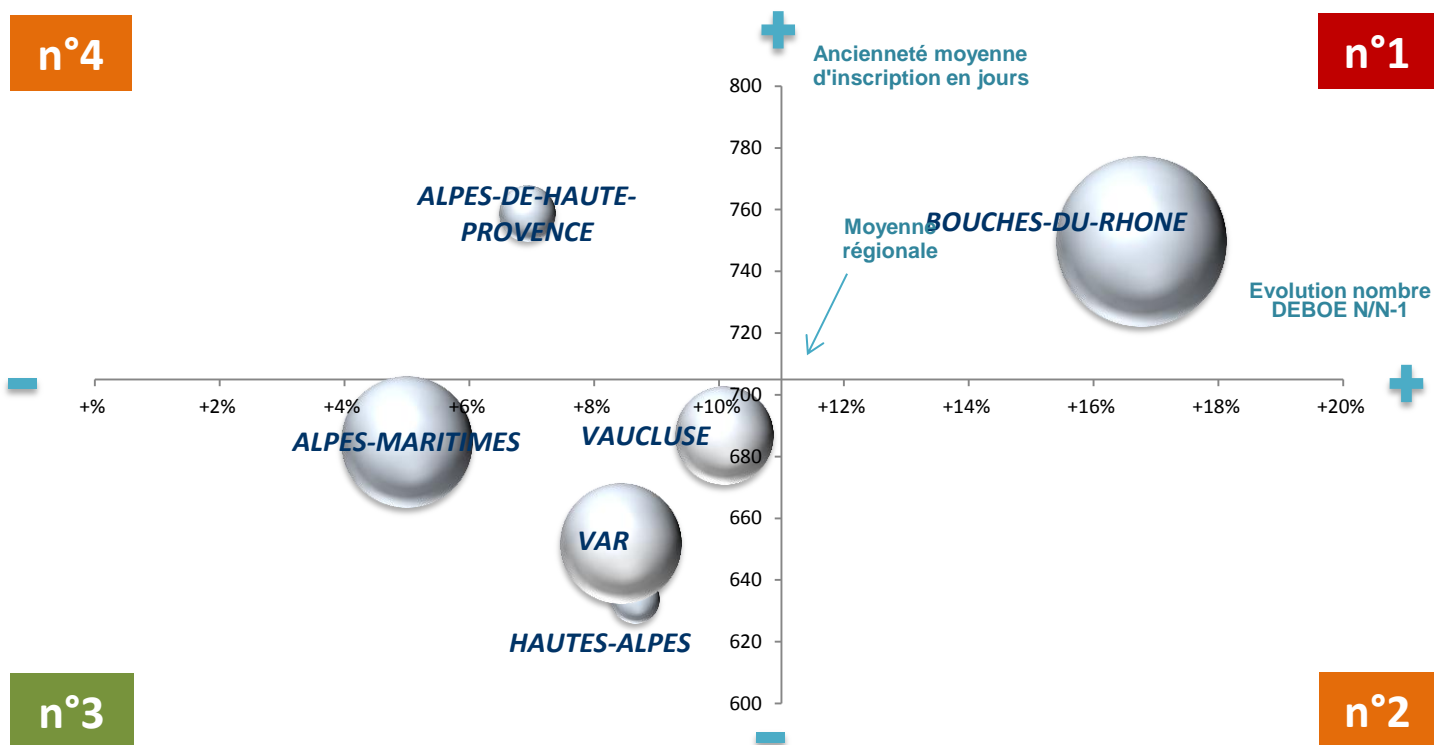 n°4
n°1
Ancienneté moyenne
d'inscription en jours
800
780
ALPES-DE-HAUTE-
PROVENCE
760
BOUCHES-DU-RHONE
Moyenne
régionale
740
Evolution nombre
DEBOE N/N-1
720
700
+%
+2%
+4%
+6%
+8%
+10%
+12%
+14%
+16%
+18%
+20%
ALPES-MARITIMES
VAUCLUSE
680
660
VAR
640
HAUTES-ALPES
620
600
n°3
n°2